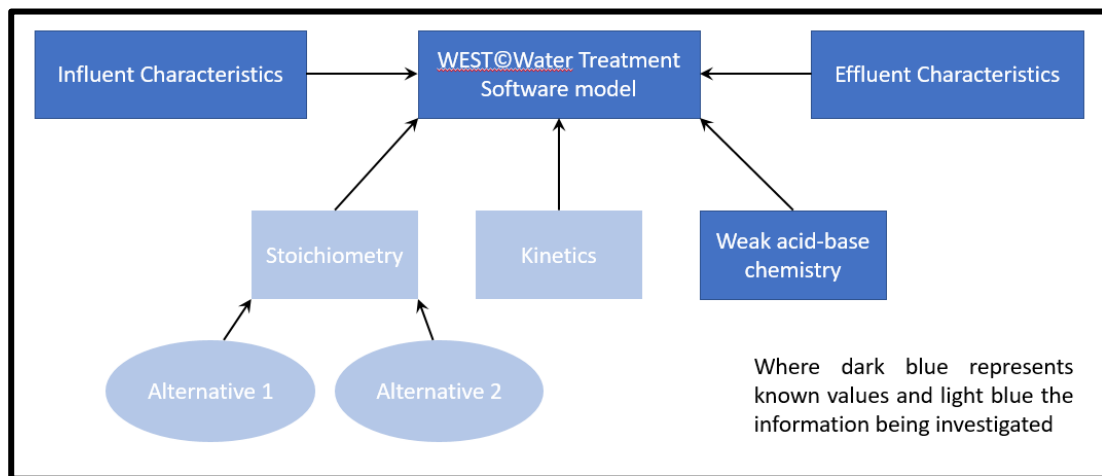 Influent Characteristics
WEST©Water Treatment
Software model
Effluent Characteristics
Stoichiometry
Kinetics
Weak acid-base
chemistry
Alternative 1
Alternative 2
Where dark blue represents
known values and light blue the
information being investigated